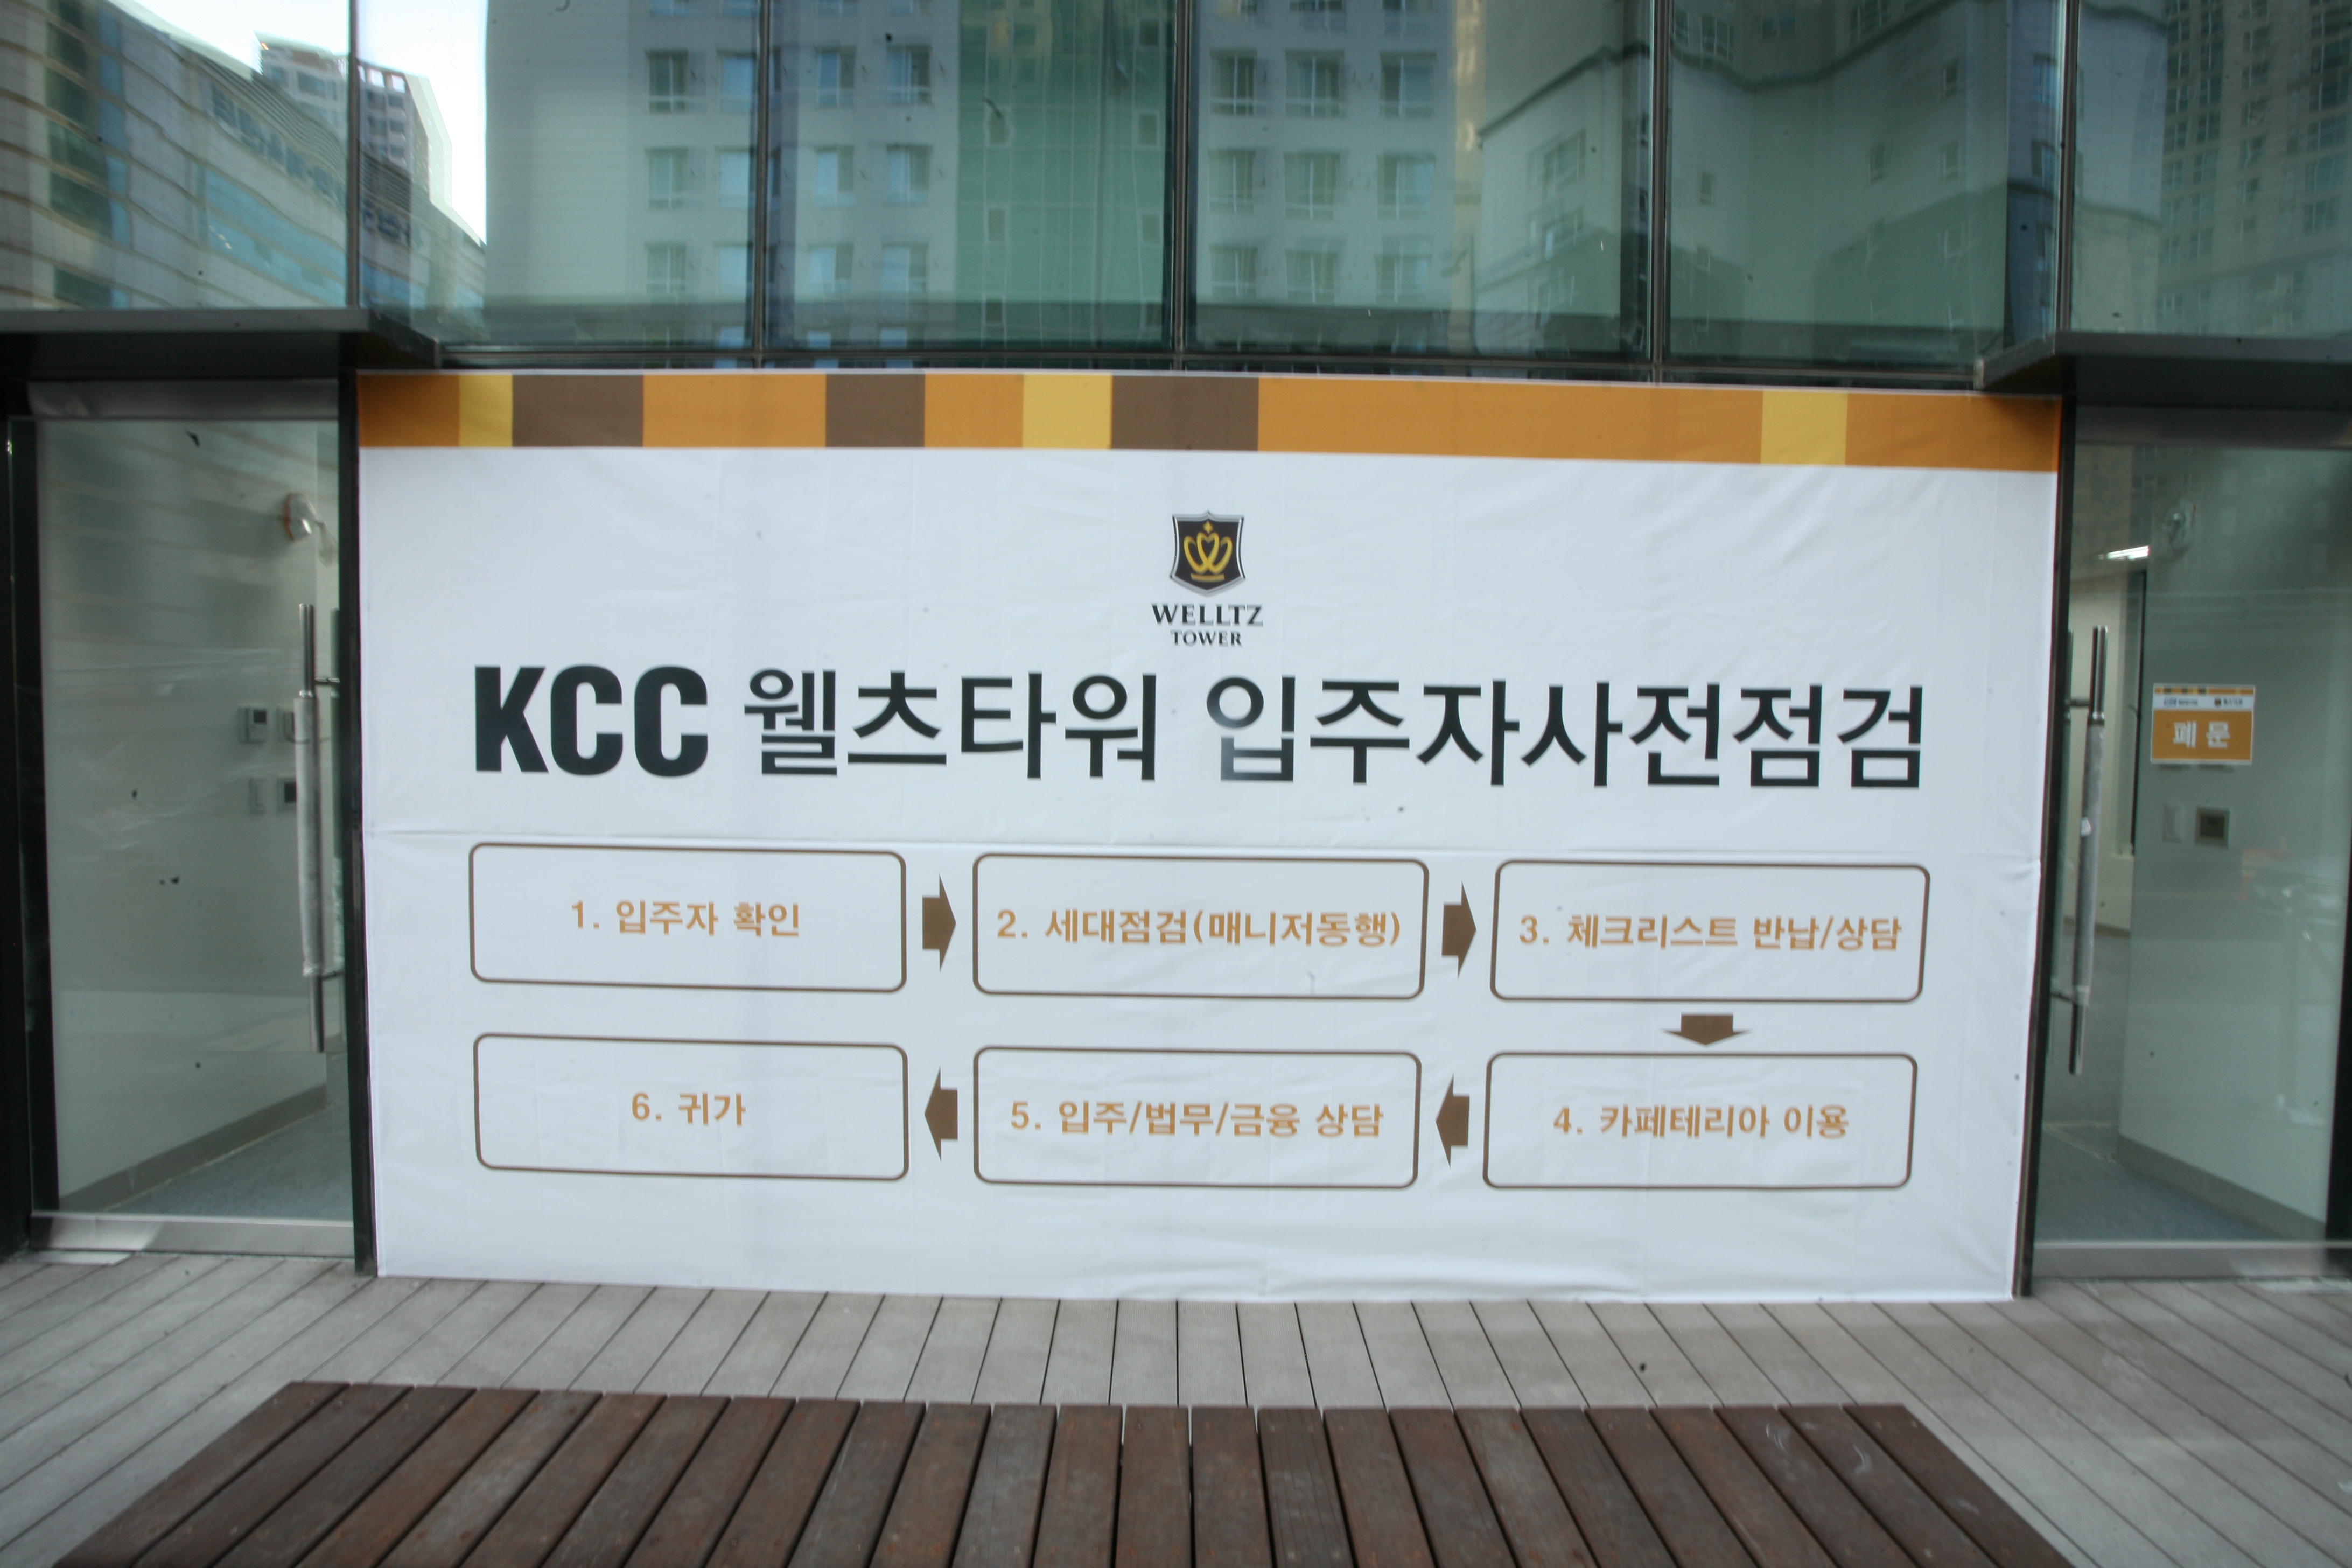 WELLTZ
TOWER
KCC 웰츠타워 입주자사전점검
1. 입주자 확인
2. 세대점검(매니저동행)
3. 체크리스트 반납/상담
4. 카페테리아 이용
5. 입주/법무/금융 상담
6. 귀가
폐 문